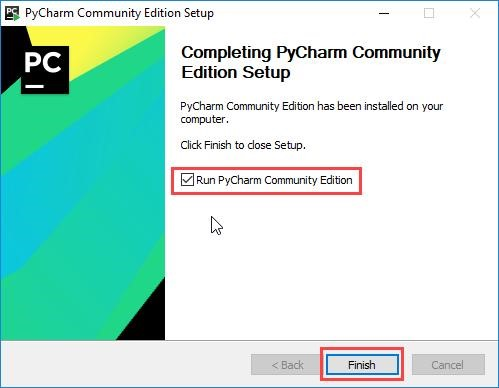 PyCharm Community Edition Setup
PC
Completing PyCharm Community
Edition Setup
PyCharm Community Edition has been installed on your
computer.
Click Finish to close Setup.
Run PyCharm Community Edition
< Back
Finish
Cancel